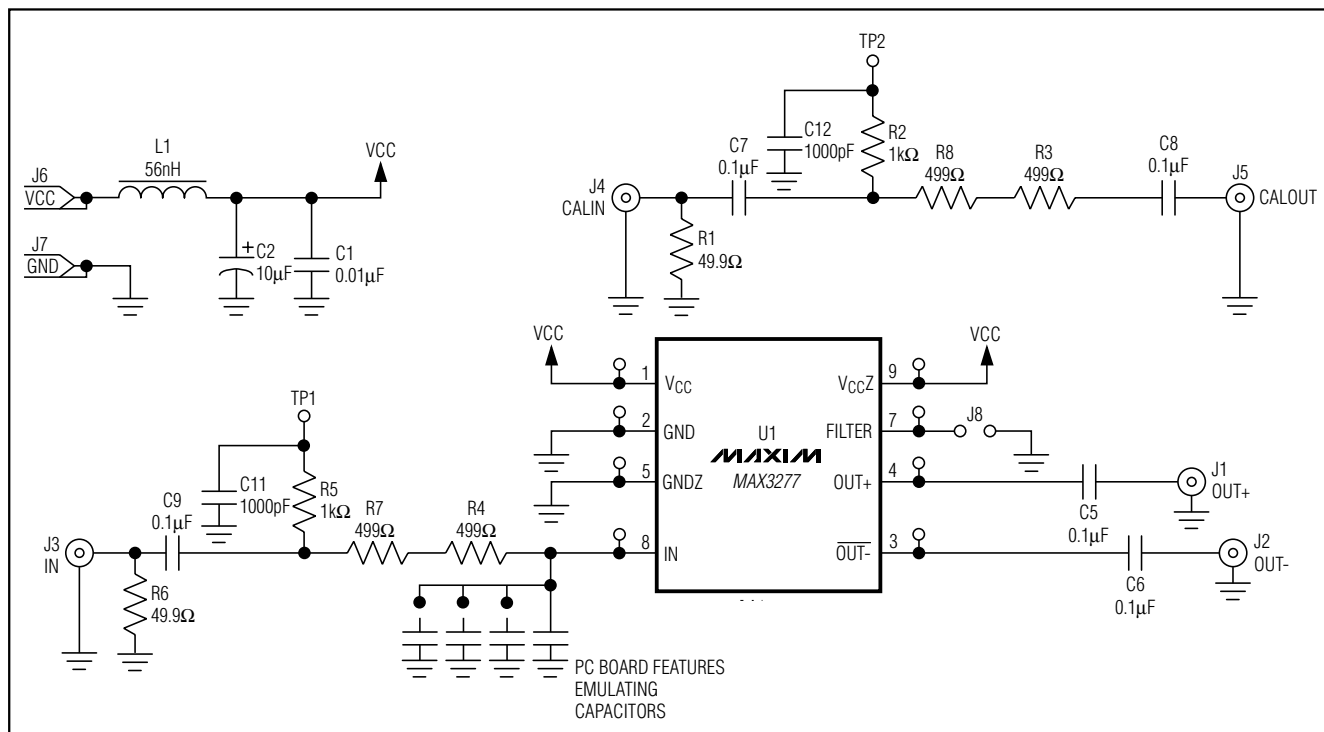 L1
56nH
J6
VCC
VCC
J7
GND
+
C2
10µF
C1
0.01µF
TP2
C12
1000pF
R2
1kΩ
C7
0.1µF
R8
499Ω
R3
499Ω
C8
0.1µF
J4
CALIN
J5
CALOUT
R1
49.9Ω
VCC
VCC
1
VCC
2
GND
5
GNDZ
8
IN
U1
MAXIM
MAX3277
VCCZ
9
FILTER
7
OUT+
4
OUT-
3
J8
C5
0.1µF
J1
OUT+
C6
0.1µF
J2
OUT-
TP1
C11
1000pF
R5
1kΩ
C9
0.1µF
R7
499Ω
R4
499Ω
J3
IN
R6
49.9Ω
PC BOARD FEATURES
EMULATING
CAPACITORS